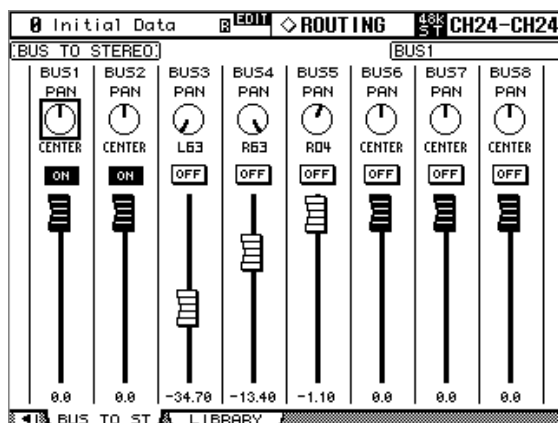 0 Initial Data R EDIT ◇ROUTING 48k ST CH24-CH24
BUS TO STEREO BUS1
BUS1 BUS2 BUS3 BUS4 BUS5 BUS6 BUS7 BUS8
PAN PAN PAN PAN PAN PAN PAN PAN
CENTER CENTER L63 R63 R04 CENTER CENTER CENTER
ON ON OFF OFF OFF OFF OFF OFF
0.0 0.0 -34.70 -13.40 -1.10 0.0 0.0 0.0
BUS TO ST LIBRARY